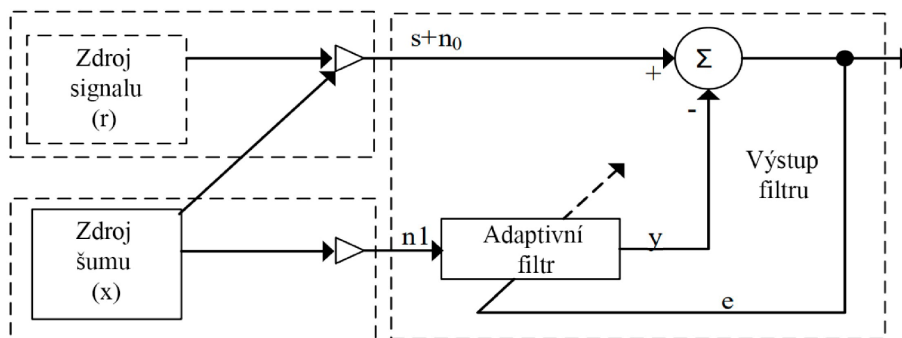 Zdroj
signalu
(r)
s+n₀
+
Σ
-
Výstup
filtru
Zdroj
šumu
(x)
n1
Adaptivní
filtr
y
e